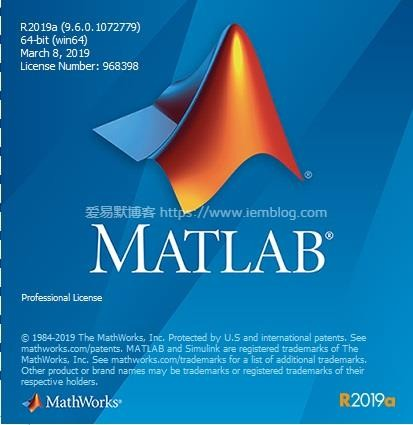 R2019a (9.6.0.1072779)
64-bit (win64)
March 8, 2019
License Number: 968398
®
爱易默博客 https://www.iemblog.com
MATLAB®
Professional License
© 1984-2019 The MathWorks, Inc. Protected by U.S and international patents. See
mathworks.com/patents. MATLAB and Simulink are registered trademarks of The
MathWorks, Inc. See mathworks.com/trademarks for a list of additional trademarks.
Other product or brand names may be trademarks or registered trademarks of their
respective holders.
MathWorks®
R2019a